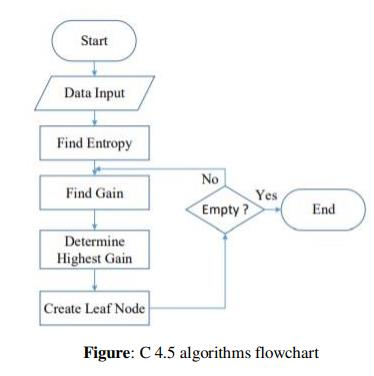 Start
Data Input
Find Entropy
Find Gain
Determine
Highest Gain
Create Leaf Node
No
Empty ?
Yes
End
Figure: C 4.5 algorithms flowchart